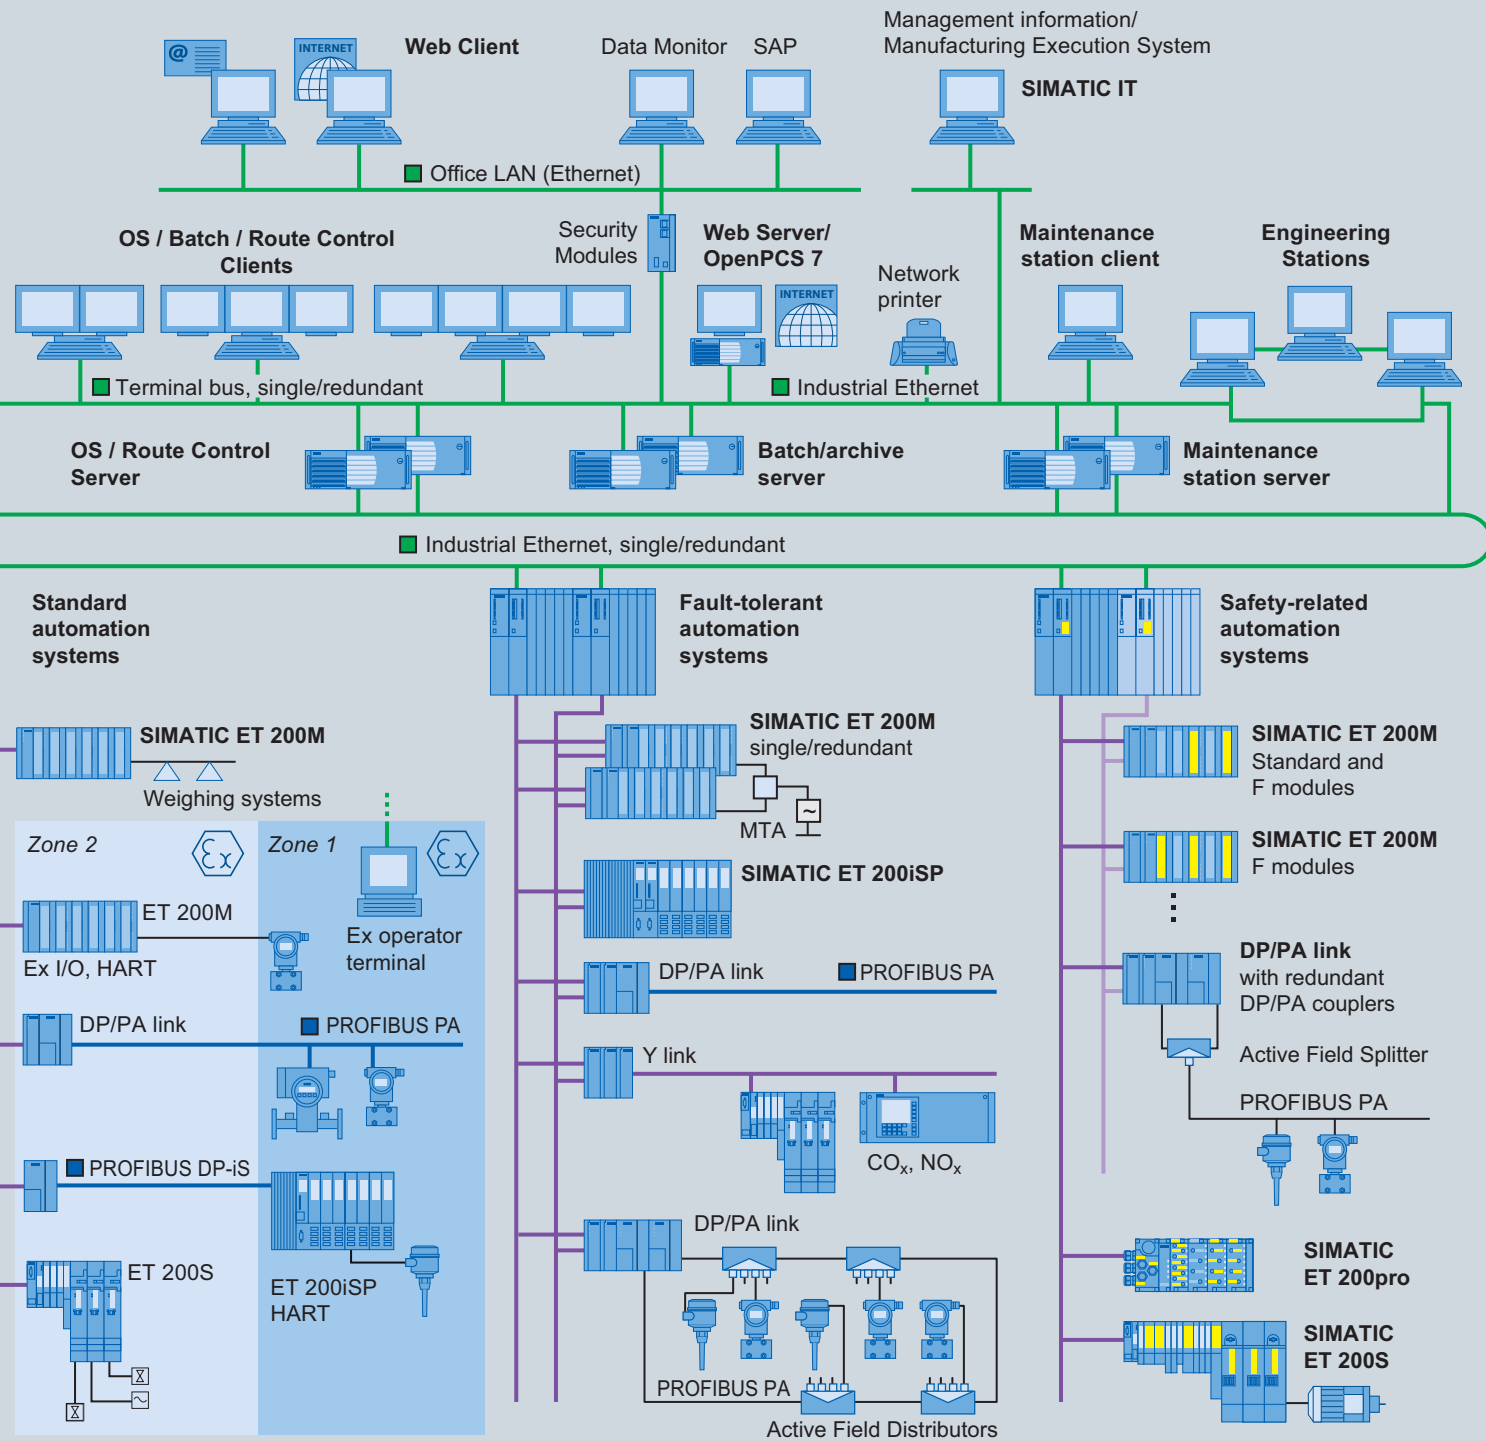 Management information/
Manufacturing Execution System
SIMATIC IT
@
INTERNET
Web Client
Data Monitor
SAP
Office LAN (Ethernet)
OS / Batch / Route Control
Clients
Security
Modules
Web Server/
OpenPCS 7
INTERNET
Network
printer
Maintenance
station client
Engineering
Stations
Terminal bus, single/redundant
Industrial Ethernet
OS / Route Control
Server
Batch/archive
server
Maintenance
station server
Industrial Ethernet, single/redundant
Standard
automation
systems
Fault-tolerant
automation
systems
Safety-related
automation
systems
SIMATIC ET 200M
Weighing systems
Zone 2
Ex
Zone 1
Ex
ET 200M
Ex I/O, HART
Ex operator
terminal
DP/PA link
PROFIBUS PA
PROFIBUS DP-iS
ET 200S
ET 200iSP
HART
SIMATIC ET 200M
single/redundant
MTA
SIMATIC ET 200iSP
DP/PA link
PROFIBUS PA
Y link
COx, NOx
DP/PA link
PROFIBUS PA
Active Field Distributors
SIMATIC ET 200M
Standard and
F modules
SIMATIC ET 200M
F modules
DP/PA link
with redundant
DP/PA couplers
Active Field Splitter
PROFIBUS PA
SIMATIC
ET 200pro
SIMATIC
ET 200S